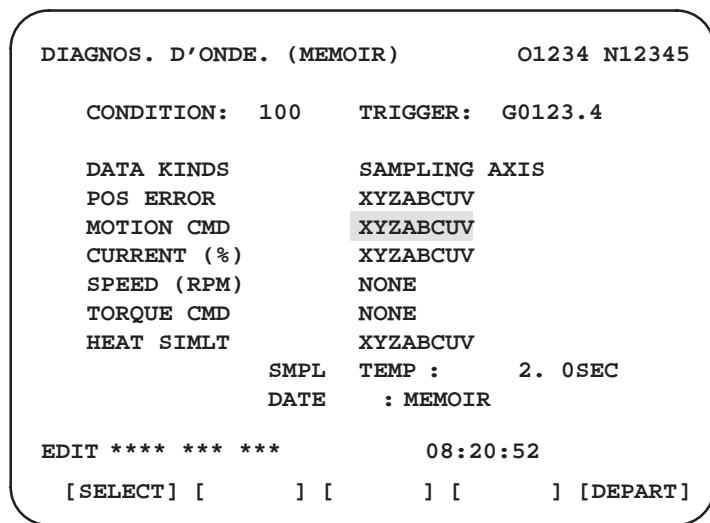 DIAGNOS. D'ONDE. (MEMOIR) O1234 N12345
CONDITION: 100 TRIGGER: G0123.4
DATA KINDS SAMPLING AXIS
POS ERROR XYZABCUV
MOTION CMD XYZABCUV
CURRENT (%) XYZABCUV
SPEED (RPM) NONE
TORQUE CMD NONE
HEAT SIMLT XYZABCUV
SMPL TEMP : 2. 0SEC
DATE : MEMOIR
EDIT **** *** *** 08:20:52
[SELECT] [ ] [ ] [ ] [DEPART]